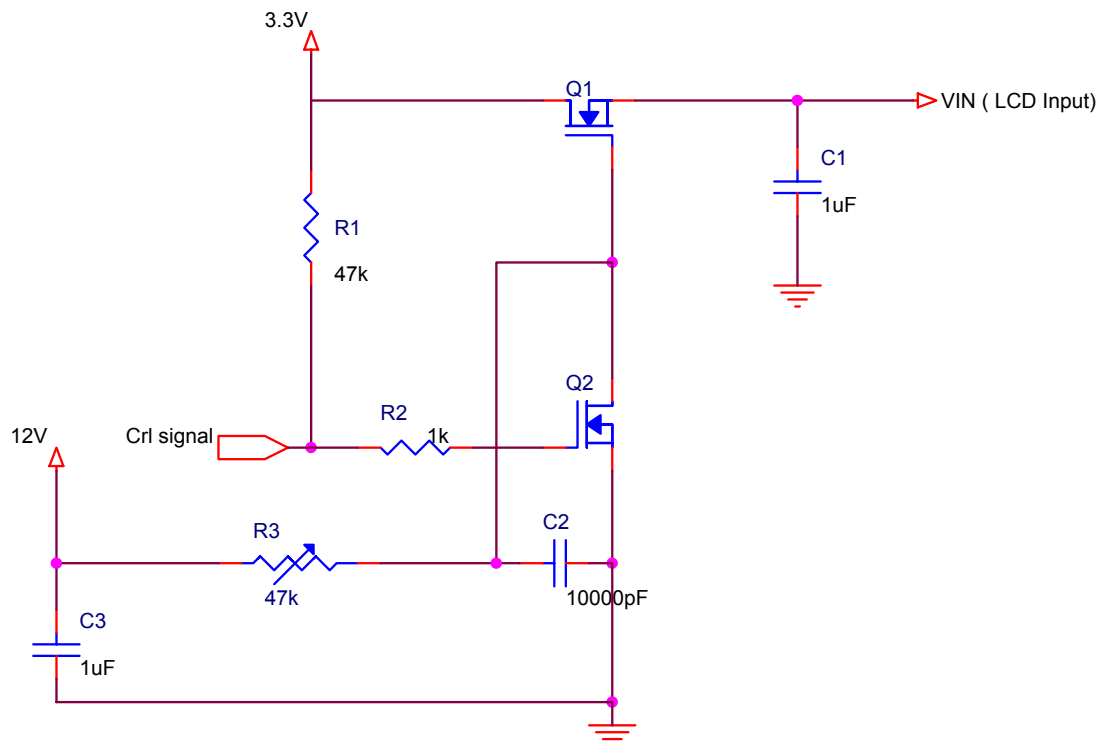 3.3V
Q1
VIN ( LCD Input)
C1
1uF
R1
47k
Q2
12V
Crl signal
R2
1k
R3
47k
C2
10000pF
C3
1uF